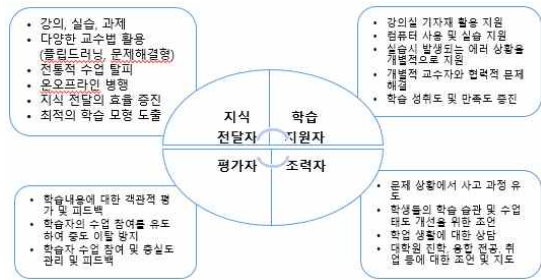 • 강의, 실습, 과제
• 다양한 교수법 활용
(플립드러닝, 문제해결형)
• 전통적 수업 탈피
• 온오프라인 병행
• 지식 전달의 효율 증진
• 최적의 학습 모형 도출
• 강의실 기자재 활용 지원
• 컴퓨터 사용 및 실습 지원
• 실습시 발생되는 에러 상황을
개별적으로 지원
• 개별적 교수자와 협력적 문제
해결
• 학습 성취도 및 만족도 증진
지식
전달자
학습
지원자
평가자
조력자
• 학습내용에 대한 객관적 평
가 및 피드백
• 학습자의 수업 참여를 유도
하여 중도 이탈 방지
• 학습자 수업 참여 및 충실도
관리 및 피드백
• 문제 상황에서 사고 과정 유
도
• 학생들의 학습 습관 및 수업
태도 개선을 위한 조언
• 학업 생활에 대한 상담
• 대학원 진학, 융합 전공, 취
업 등에 대한 조언 및 지도